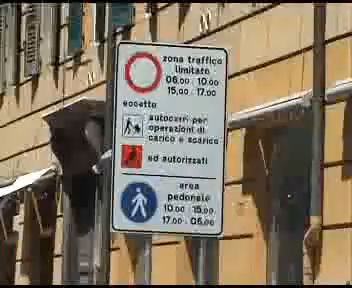 zona traffico
limitato
06.00 - 10.00
15.00 - 17.00
eccetto
autocarri per
operazioni di
carico e scarico
ed autorizzati
area
pedonale
10.00 - 15.00
17.00 - 06.00